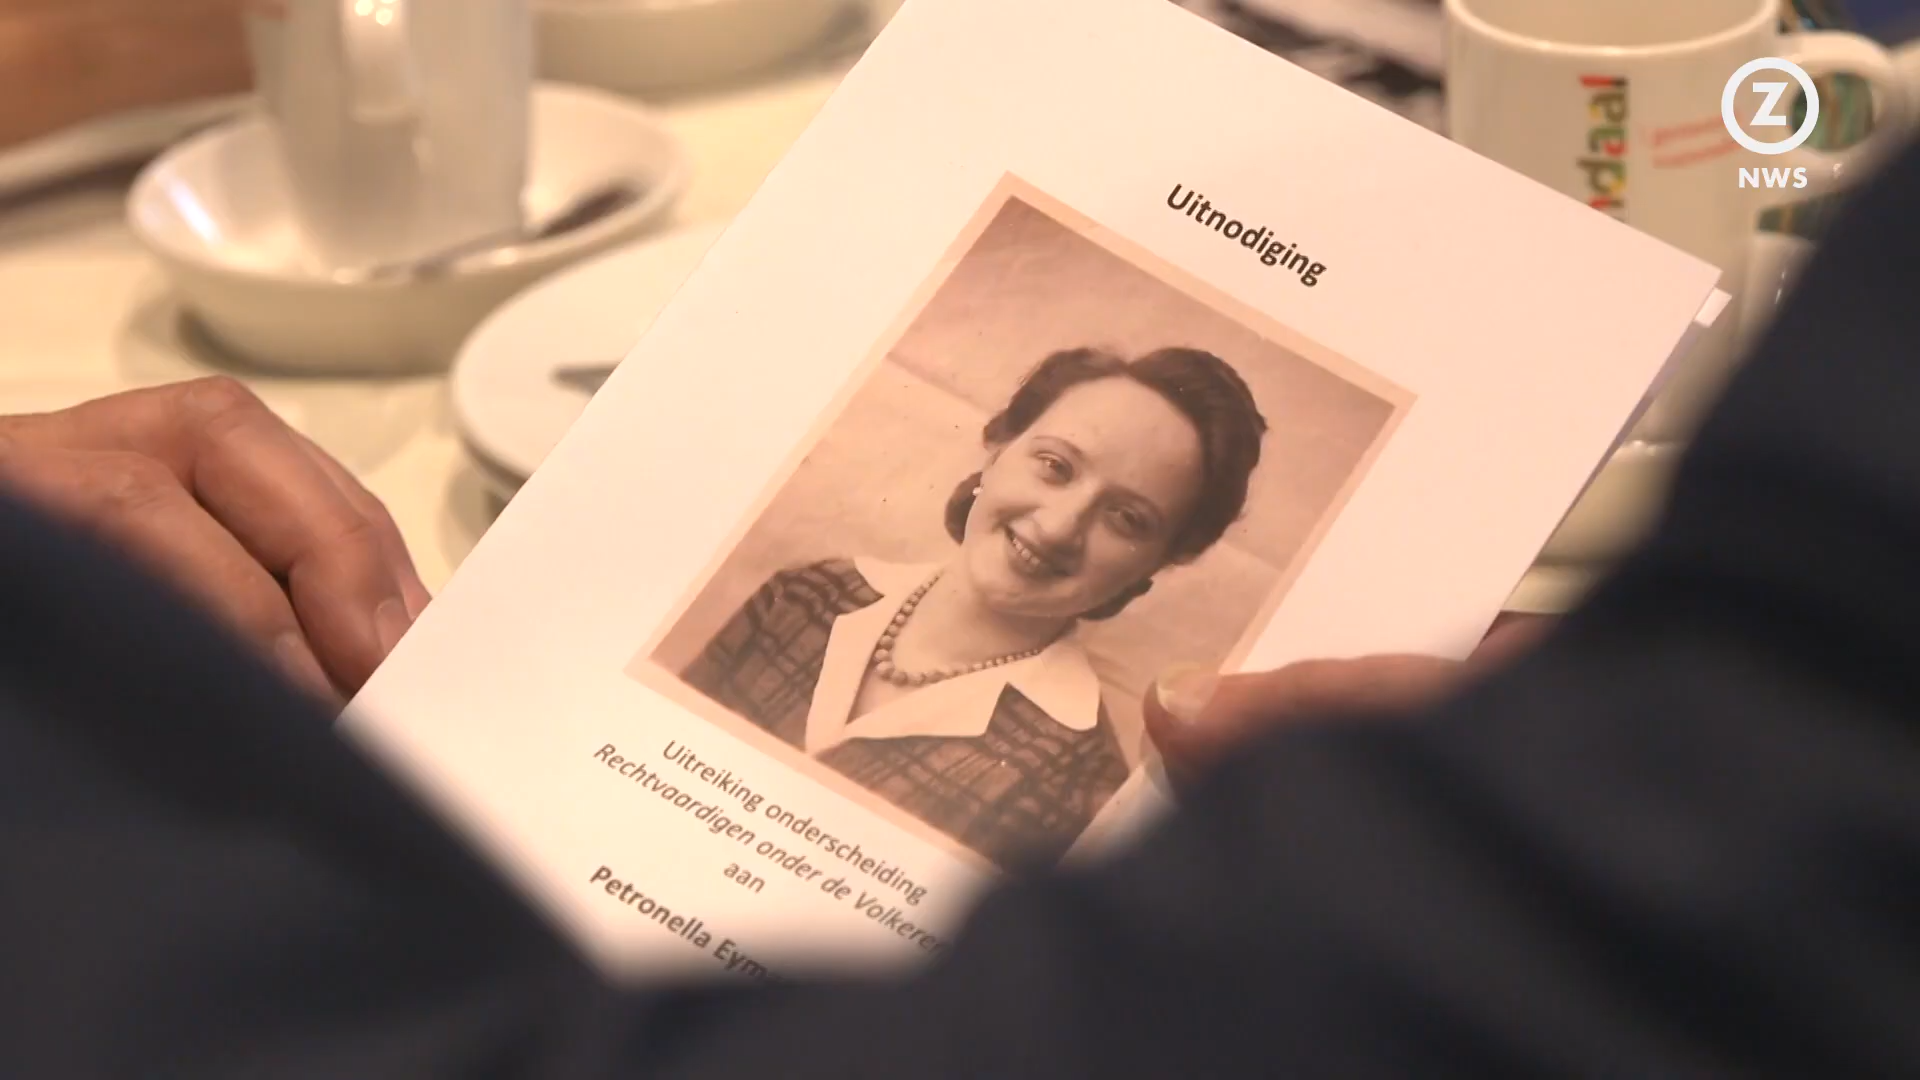 Uitnodiging
Uitreiking onderscheiding
Rechtvaardigen onder de Volkeren
aan
Petronella
Z
NWS